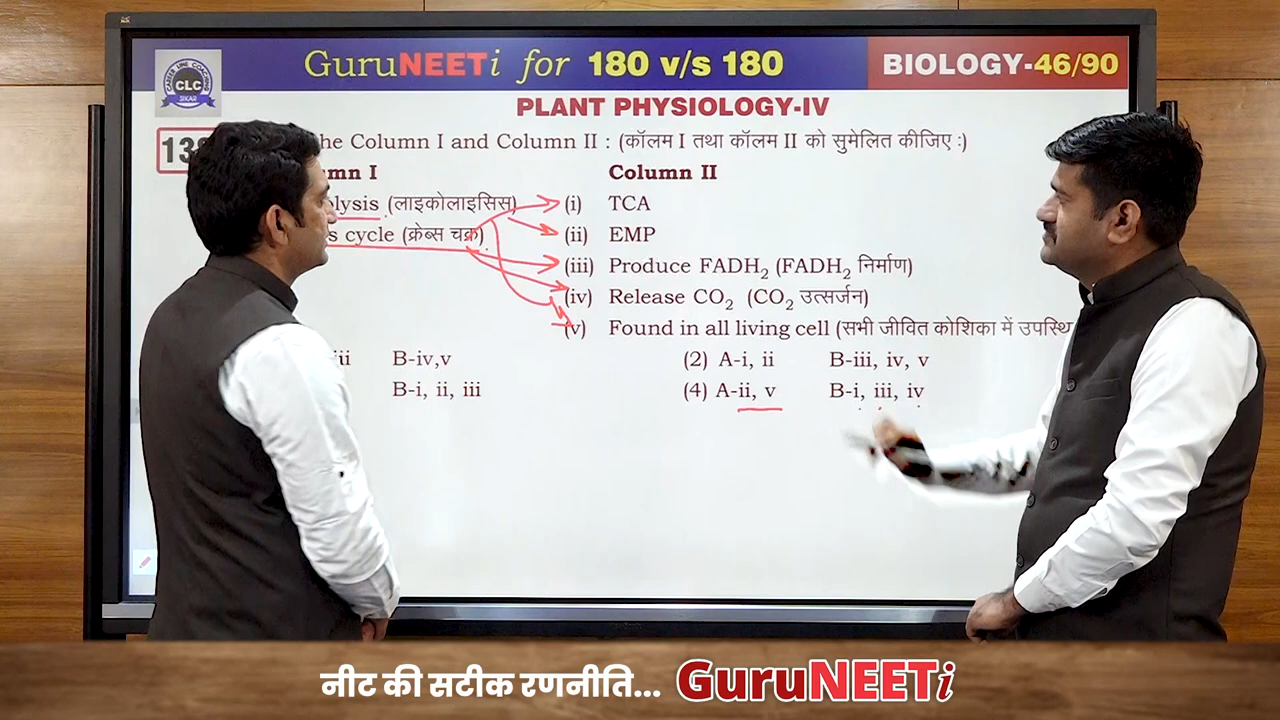 GuruNEETi for 180 v/s 180
BIOLOGY-46/90
CLC
SIKAR
PLANT PHYSIOLOGY-IV
the Column I and Column II : (कॉलम I तथा कॉलम II को सुमेलित कीजिए :)
I Column II
(लाइकोलाइसिस) (i) TCA
cycle (क्रेब्स चक्र) (ii) EMP
(iii) Produce FADH₂ (FADH₂ निर्माण)
(iv) Release CO₂ (CO₂ उत्सर्जन)
(v) Found in all living cell (सभी जीवित कोशिका में
B-iv,v (2) A-i, ii B-iii, iv, v
B-i, ii, iii (4) A-ii, v B-i, iii, iv
नीट की सटीक रणनीति... GuruNEETi